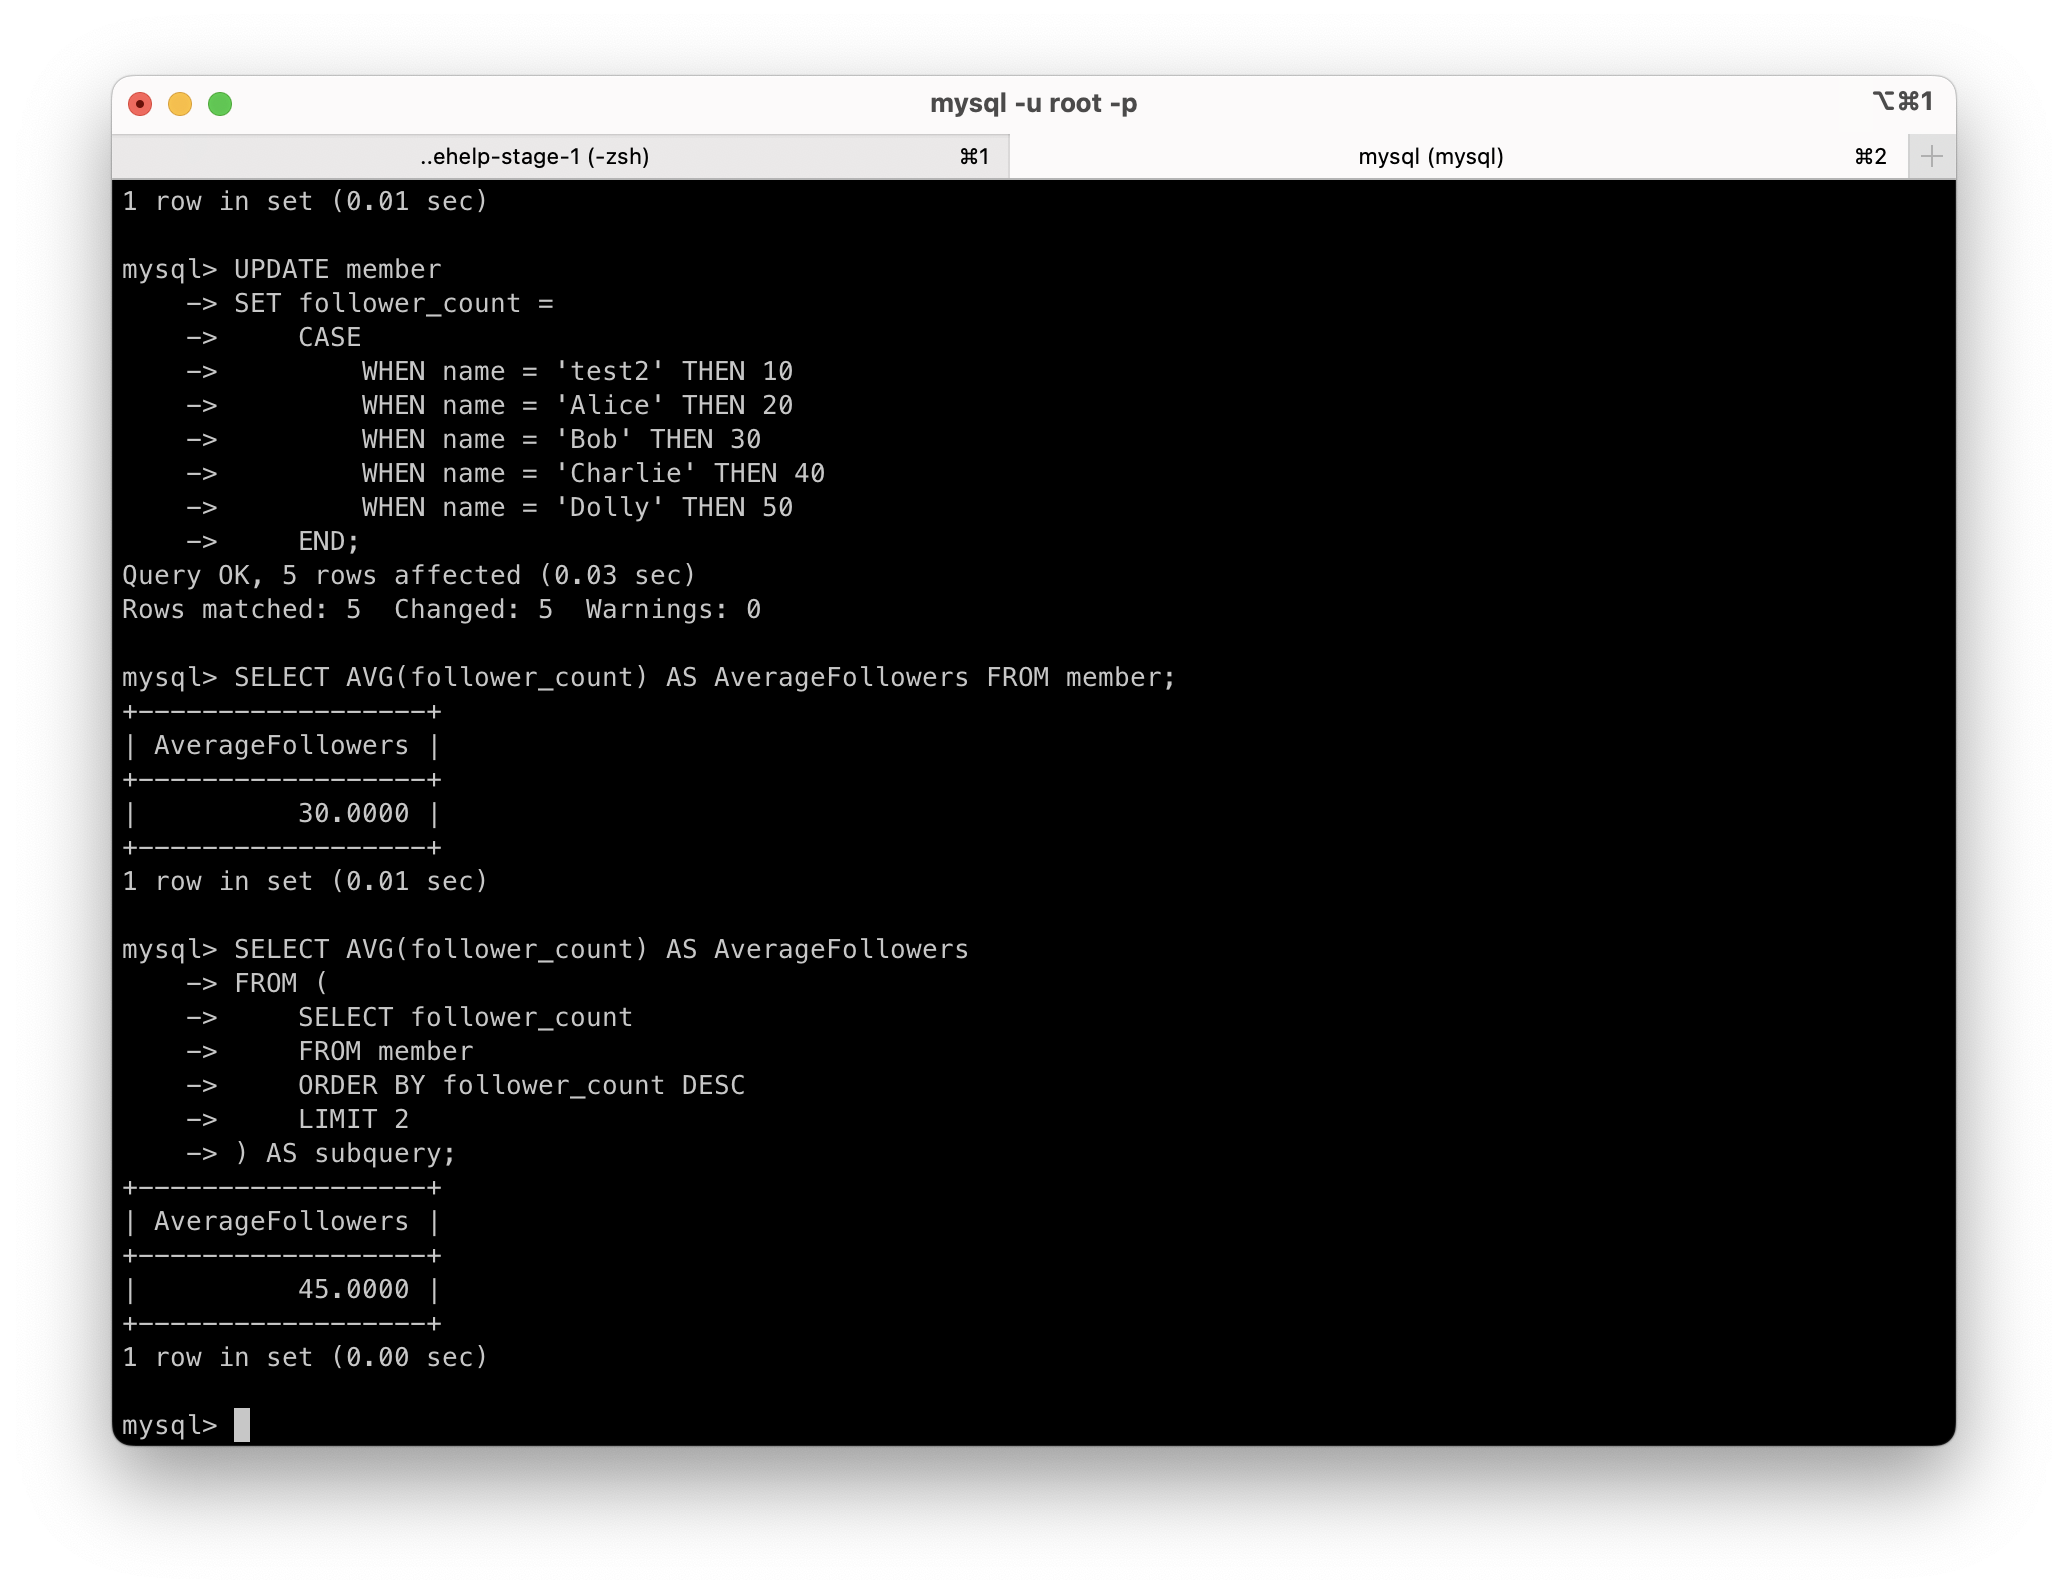 mysql -u root -p
⌥⌘1
..ehelp-stage-1 (-zsh) ⌘1 mysql (mysql) ⌘2
1 row in set (0.01 sec)

mysql> UPDATE member
    -> SET follower_count =
    ->     CASE
    ->         WHEN name = 'test2' THEN 10
    ->         WHEN name = 'Alice' THEN 20
    ->         WHEN name = 'Bob' THEN 30
    ->         WHEN name = 'Charlie' THEN 40
    ->         WHEN name = 'Dolly' THEN 50
    ->     END;
Query OK, 5 rows affected (0.03 sec)
Rows matched: 5  Changed: 5  Warnings: 0

mysql> SELECT AVG(follower_count) AS AverageFollowers FROM member;
+------------------+
| AverageFollowers |
+------------------+
|          30.0000 |
+------------------+
1 row in set (0.01 sec)

mysql> SELECT AVG(follower_count) AS AverageFollowers
    -> FROM (
    ->     SELECT follower_count
    ->     FROM member
    ->     ORDER BY follower_count DESC
    ->     LIMIT 2
    -> ) AS subquery;
+------------------+
| AverageFollowers |
+------------------+
|          45.0000 |
+------------------+
1 row in set (0.00 sec)

mysql>